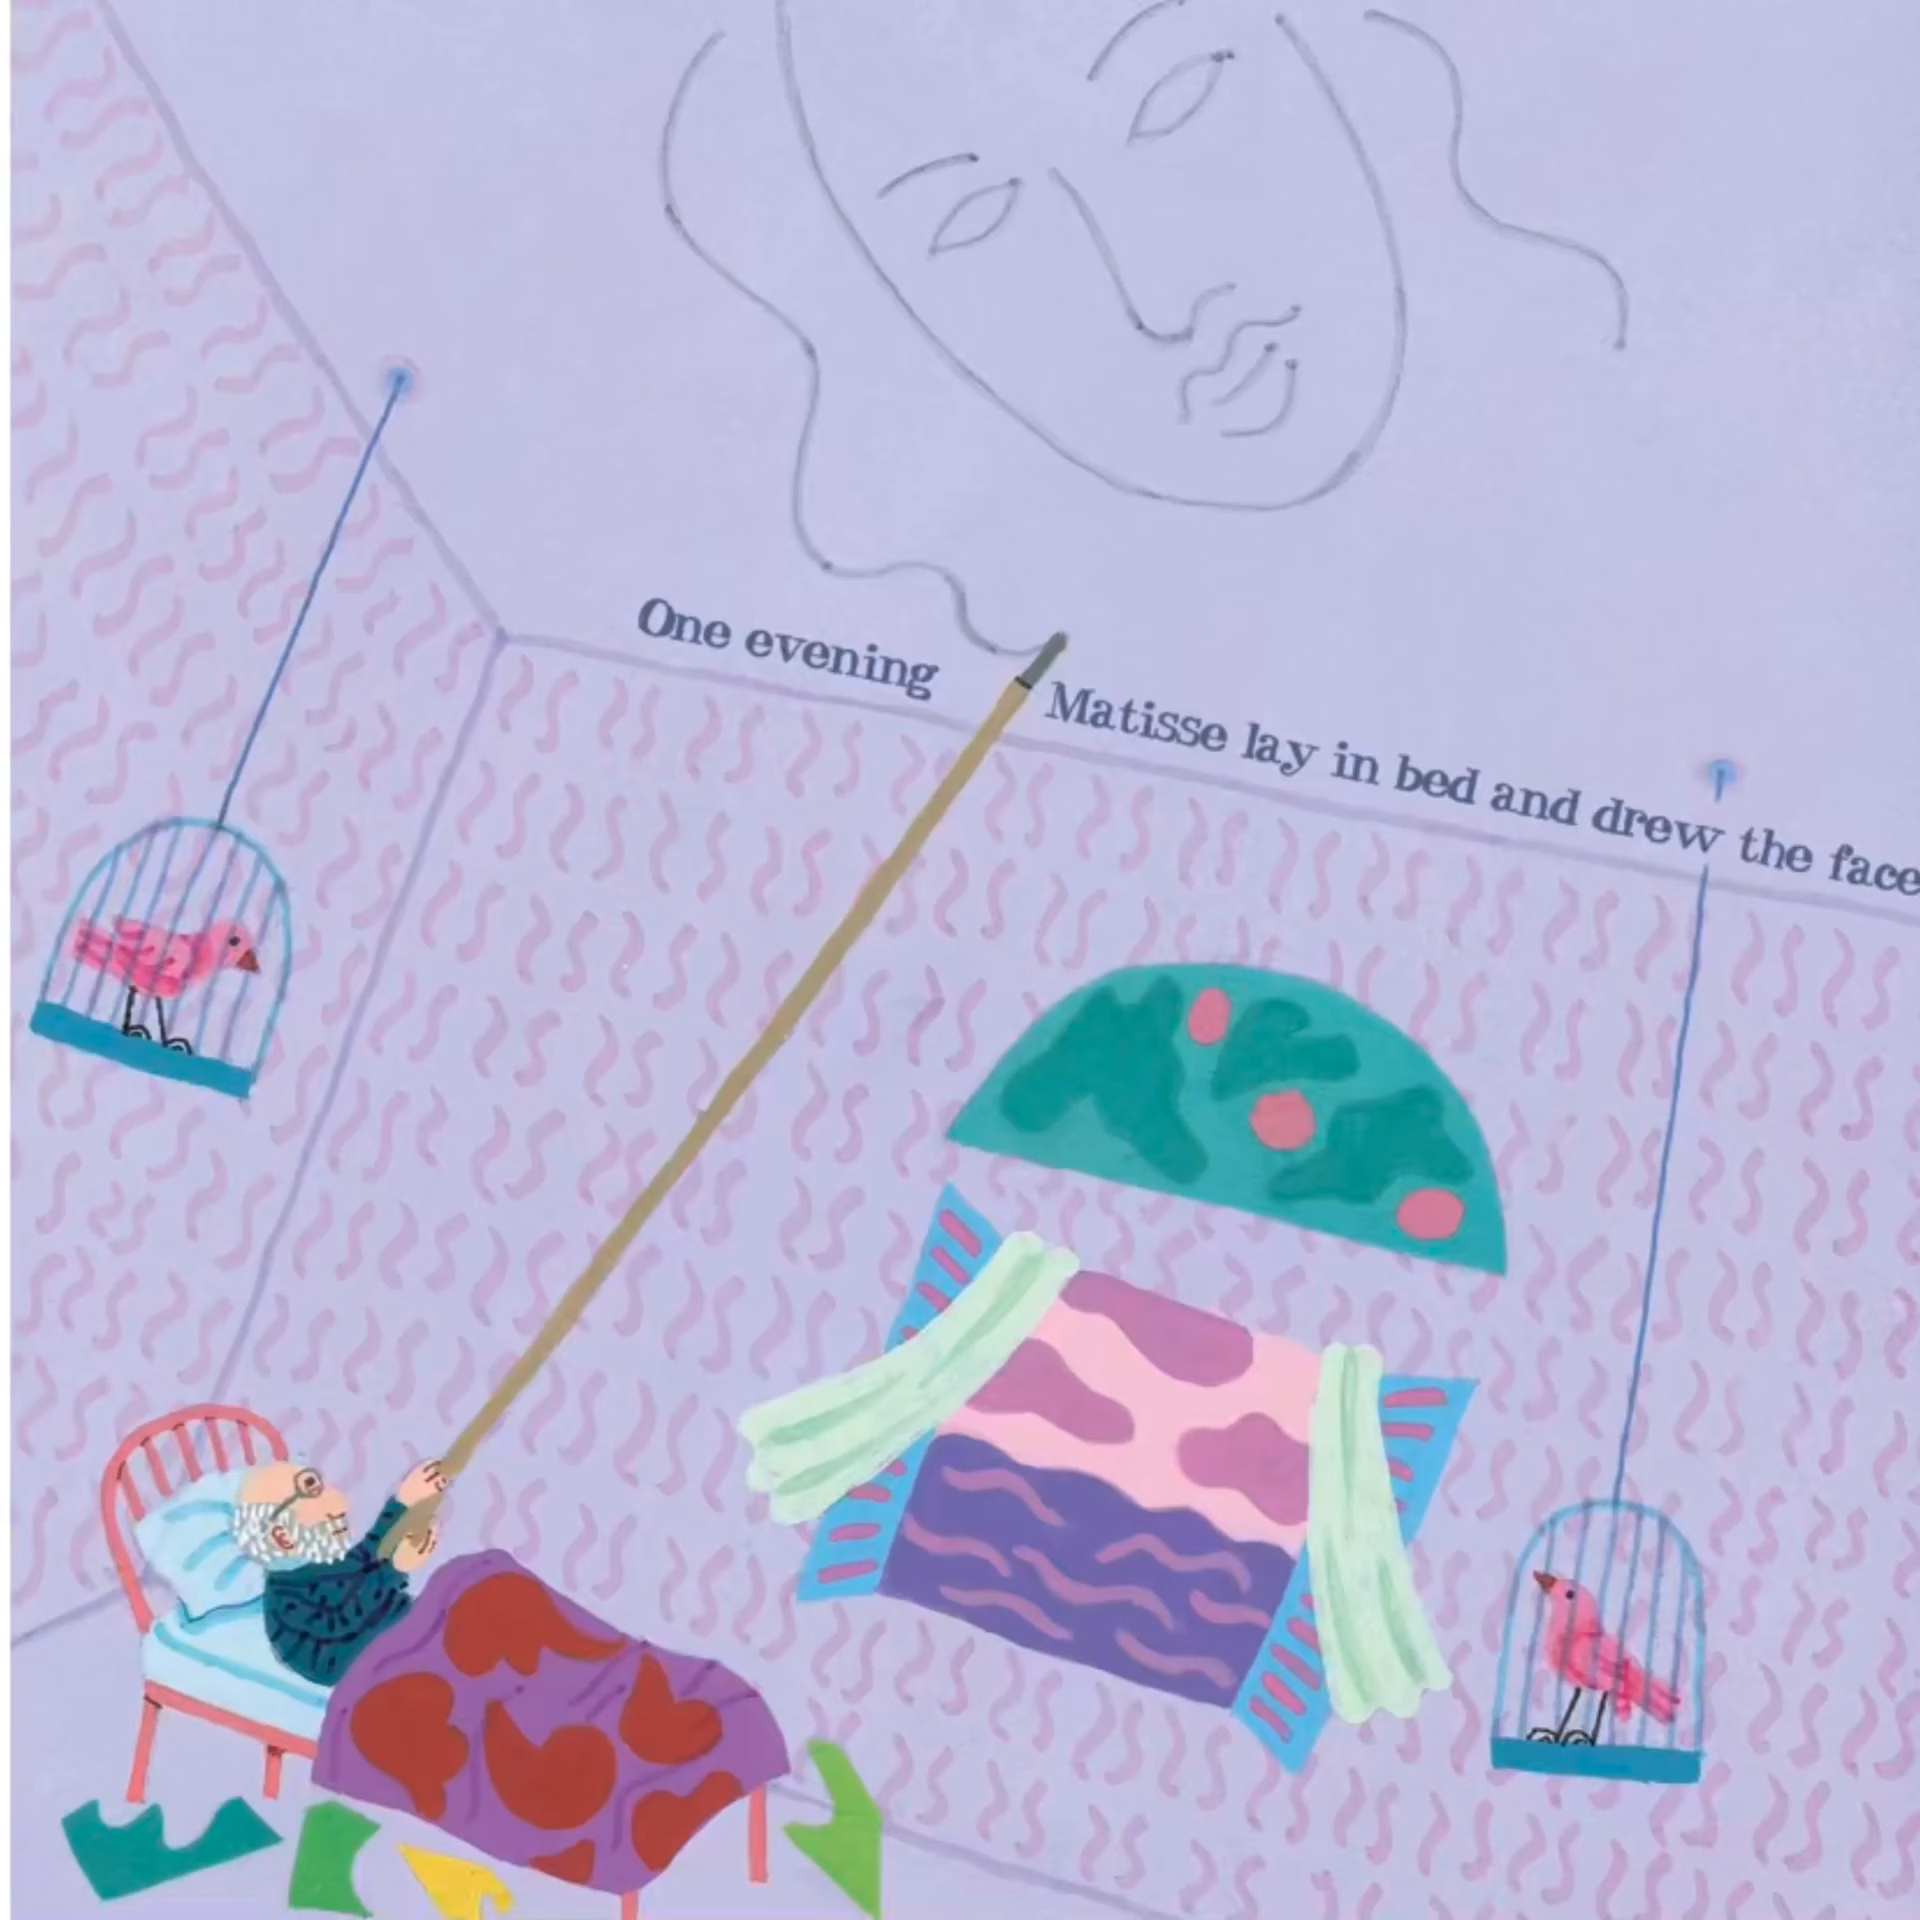 One evening Matisse lay in bed and drew the face